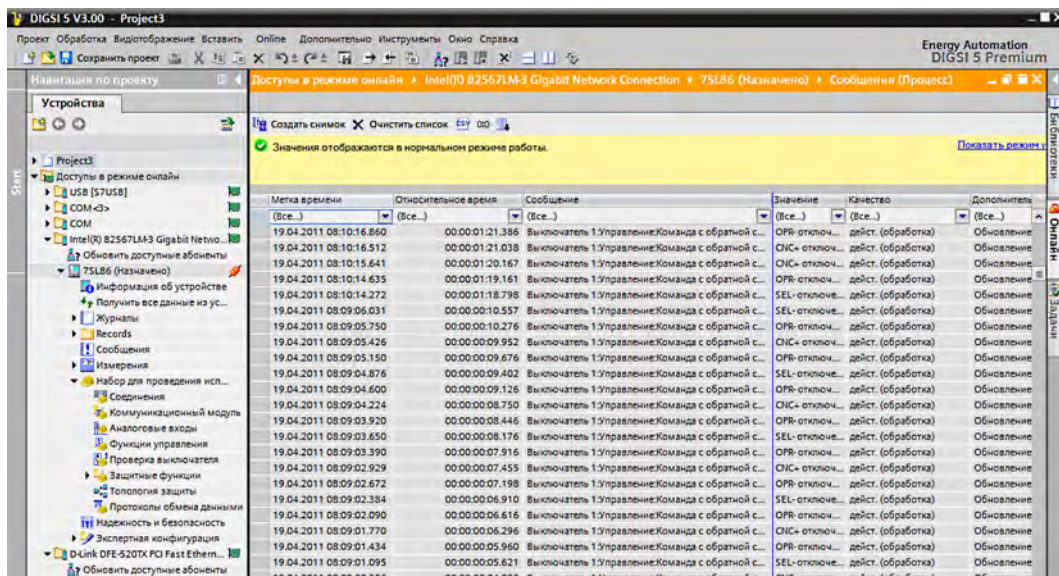 DIGSI 5 V3.00 - Project3
Проект Обработка Видіотображение Вставить Online Дополнительно Инструменты Окно Справка
Energy Automation
DIGSI 5 Premium
Сохранить проект
Навигация по проекту
Доступы в режиме онлайн ▸ Intel(R) 82567LM-3 Gigabit Network Connection ▸ 7SL86 (Назначено) ▸ Сообщения (Процесс)
Устройства
Создать снимок Очистить список
Значения отображаются в нормальном режиме работы.
Показать режим
Project3
Доступы в режиме онлайн
USB [S7USB]
COM <3>
COM
Intel(R) 82567LM-3 Gigabit Netwo...
Обновить доступные абоненты
7SL86 (Назначено)
Информация об устройстве
Получить все данные из ус...
Журналы
Records
Сообщения
Измерения
Набор для проведения исп...
Соединения
Коммуникационный модуль
Аналоговые входы
Функции управления
Проверка выключателя
Защитные функции
Топология защиты
Протоколы обмена данными
Надежность и безопасность
Экспертная конфигурация
D-Link DFE-520TX PCI Fast Ethern...
Обновить доступные абоненты
Метка времени Относительное время Сообщение Значение Качество Дополнитель
(Все...) (Все...) (Все...) (Все...) (Все...) (Все...)
19.04.2011 08:10:16.860 00:00:01:21.386 Выключатель 1:Управление:Команда с обратной с... OPR- отключ... дейст. (обработка) Обновление
19.04.2011 08:10:16.512 00:00:01:21.038 Выключатель 1:Управление:Команда с обратной с... CNC+ отключ... дейст. (обработка) Обновление
19.04.2011 08:10:15.641 00:00:01:20.167 Выключатель 1:Управление:Команда с обратной с... CNC+ отключ... дейст. (обработка) Обновление
19.04.2011 08:10:14.635 00:00:01:19.161 Выключатель 1:Управление:Команда с обратной с... OPR- отключ... дейст. (обработка) Обновление
19.04.2011 08:10:14.272 00:00:01:18.798 Выключатель 1:Управление:Команда с обратной с... SEL- отключе... дейст. (обработка) Обновление
19.04.2011 08:09:06.031 00:00:00:10.557 Выключатель 1:Управление:Команда с обратной с... SEL- отключе... дейст. (обработка) Обновление
19.04.2011 08:09:05.750 00:00:00:10.276 Выключатель 1:Управление:Команда с обратной с... OPR- отключ... дейст. (обработка) Обновление
19.04.2011 08:09:05.426 00:00:00:09.952 Выключатель 1:Управление:Команда с обратной с... CNC+ отключ... дейст. (обработка) Обновление
19.04.2011 08:09:05.150 00:00:00:09.676 Выключатель 1:Управление:Команда с обратной с... OPR- отключ... дейст. (обработка) Обновление
19.04.2011 08:09:04.876 00:00:00:09.402 Выключатель 1:Управление:Команда с обратной с... SEL- отключе... дейст. (обработка) Обновление
19.04.2011 08:09:04.600 00:00:00:09.126 Выключатель 1:Управление:Команда с обратной с... OPR- отключ... дейст. (обработка) Обновление
19.04.2011 08:09:04.224 00:00:00:08.750 Выключатель 1:Управление:Команда с обратной с... CNC+ отключ... дейст. (обработка) Обновление
19.04.2011 08:09:03.920 00:00:00:08.446 Выключатель 1:Управление:Команда с обратной с... OPR- отключ... дейст. (обработка) Обновление
19.04.2011 08:09:03.650 00:00:00:08.176 Выключатель 1:Управление:Команда с обратной с... SEL- отключе... дейст. (обработка) Обновление
19.04.2011 08:09:03.390 00:00:00:07.916 Выключатель 1:Управление:Команда с обратной с... OPR- отключ... дейст. (обработка) Обновление
19.04.2011 08:09:02.929 00:00:00:07.455 Выключатель 1:Управление:Команда с обратной с... CNC+ отключ... дейст. (обработка) Обновление
19.04.2011 08:09:02.672 00:00:00:07.198 Выключатель 1:Управление:Команда с обратной с... OPR- отключ... дейст. (обработка) Обновление
19.04.2011 08:09:02.384 00:00:00:06.910 Выключатель 1:Управление:Команда с обратной с... SEL- отключе... дейст. (обработка) Обновление
19.04.2011 08:09:02.090 00:00:00:06.616 Выключатель 1:Управление:Команда с обратной с... OPR- отключ... дейст. (обработка) Обновление
19.04.2011 08:09:01.770 00:00:00:06.296 Выключатель 1:Управление:Команда с обратной с... CNC+ отключ... дейст. (обработка) Обновление
19.04.2011 08:09:01.434 00:00:00:05.960 Выключатель 1:Управление:Команда с обратной с... OPR- отключ... дейст. (обработка) Обновление
19.04.2011 08:09:01.095 00:00:00:05.621 Выключатель 1:Управление:Команда с обратной с... SEL- отключе... дейст. (обработка) Обновление
Start
Библиотеки
Онлайн
Задачи